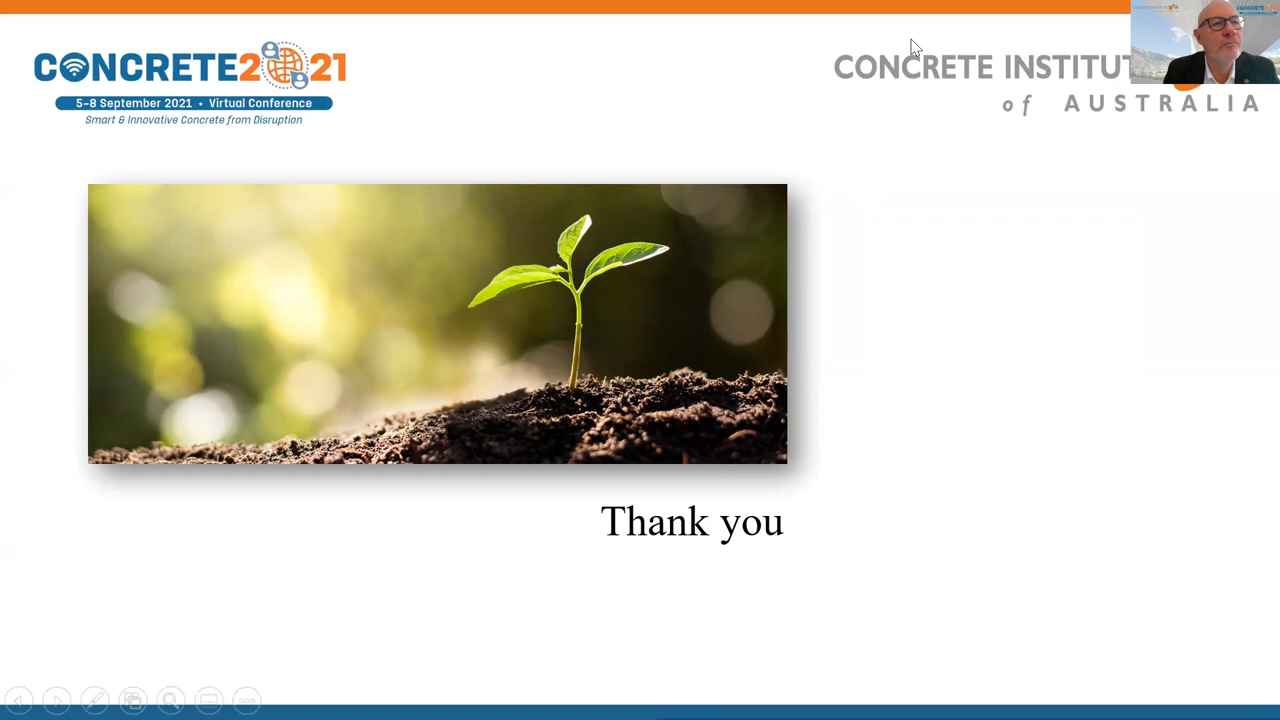 CONCRETE2021
5–8 September 2021 • Virtual Conference
Smart & Innovative Concrete from Disruption
CONCRETE INSTITUT
of AUSTRALIA
Thank you